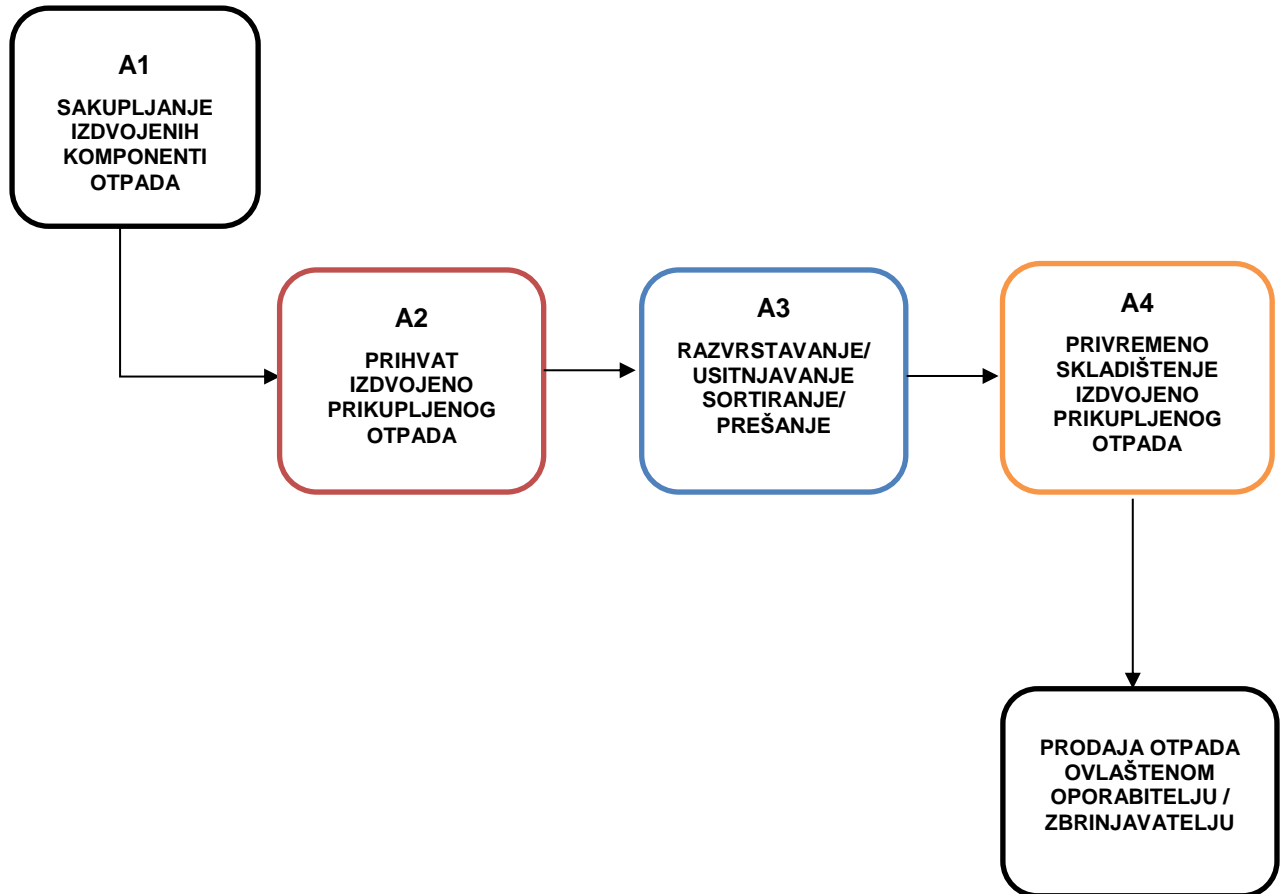 A1
SAKUPLJANJE
IZDVOJENIH
KOMPONENTI
OTPADA
A2
PRIHVAT
IZDVOJENO
PRIKUPLJENOG
OTPADA
A3
RAZVRSTAVANJE/
USITNJAVANJE
SORTIRANJE/
PREŠANJE
A4
PRIVREMENO
SKLADIŠTENJE
IZDVOJENO
PRIKUPLJENOG
OTPADA
PRODAJA OTPADA
OVLAŠTENOM
OPORABITELJU /
ZBRINJAVATELJU